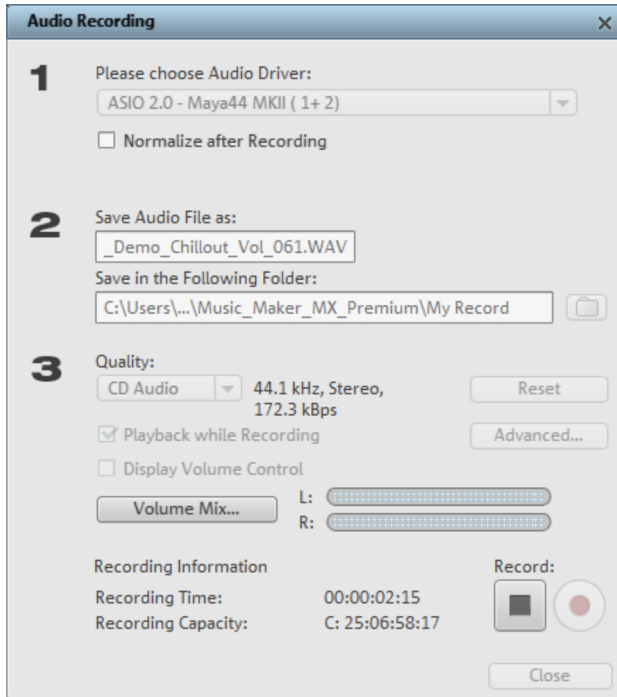 Audio Recording
1
Please choose Audio Driver:
ASIO 2.0 - Maya44 MKII ( 1+ 2)
Normalize after Recording
2
Save Audio File as:
_Demo_Chillout_Vol_061.WAV
Save in the Following Folder:
C:\Users\...\Music_Maker_MX_Premium\My Record
3
Quality:
CD Audio
44.1 kHz, Stereo,
172.3 kBps
Reset
Playback while Recording
Advanced...
Display Volume Control
Volume Mix...
L:
R:
Recording Information
Record:
Recording Time: 00:00:02:15
Recording Capacity: C: 25:06:58:17
Close